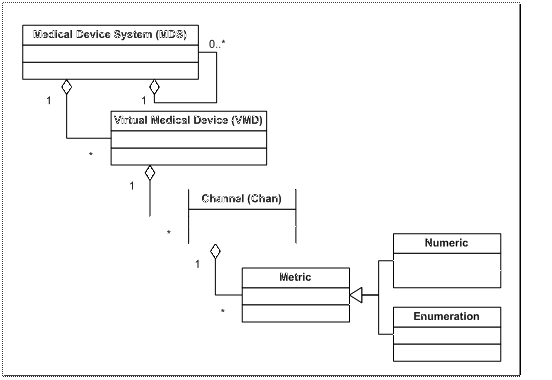 Medical Device System (MDS)
0..*
1
1
Virtual Medical Device (VMD)
*
1
Channel (Chan)
*
Numeric
1
Metric
*
Enumeration